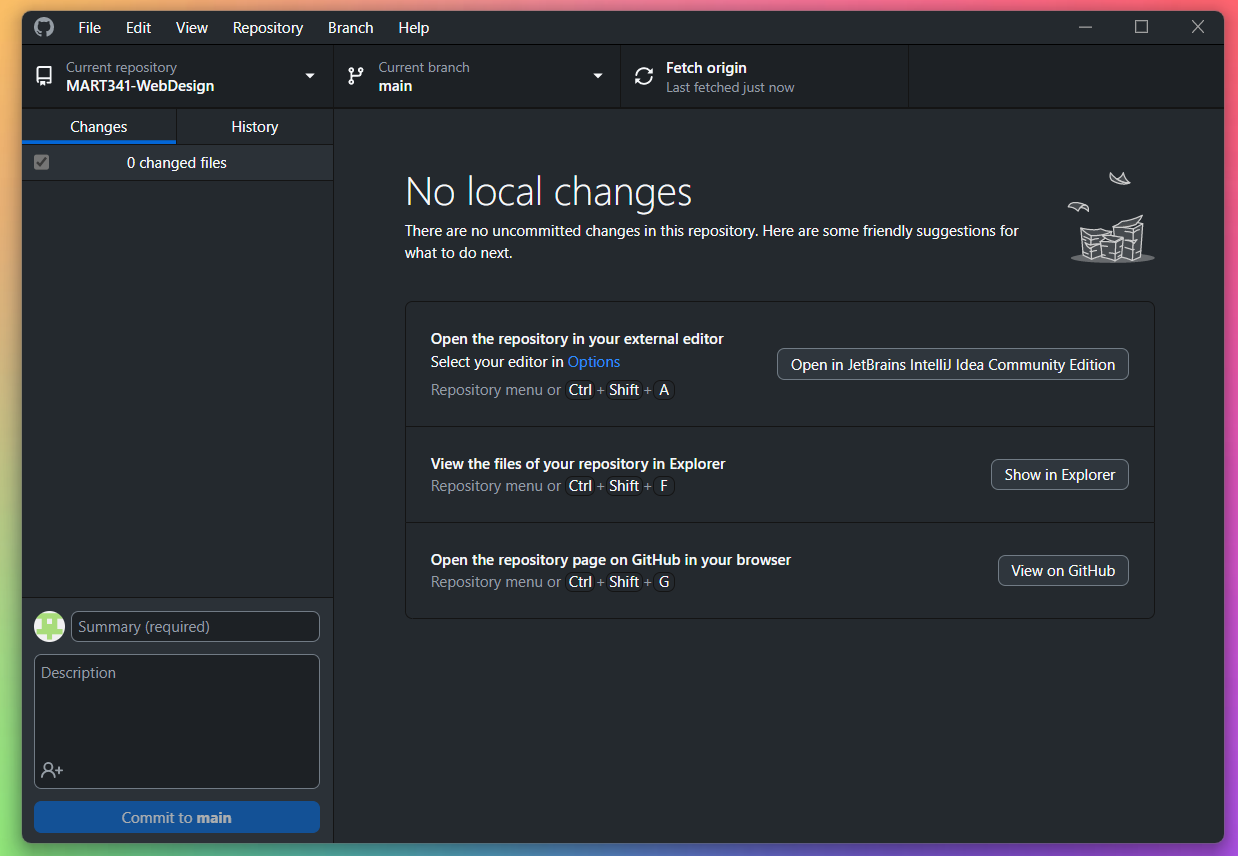 File Edit View Repository Branch Help
Current repository
MART341-WebDesign
Current branch
main
Fetch origin
Last fetched just now
Changes
History
0 changed files
No local changes
There are no uncommitted changes in this repository. Here are some friendly suggestions for
what to do next.
Open the repository in your external editor
Select your editor in Options
Repository menu or Ctrl + Shift + A
Open in JetBrains IntelliJ Idea Community Edition
View the files of your repository in Explorer
Repository menu or Ctrl + Shift + F
Show in Explorer
Open the repository page on GitHub in your browser
Repository menu or Ctrl + Shift + G
View on GitHub
Summary (required)
Description
Commit to main